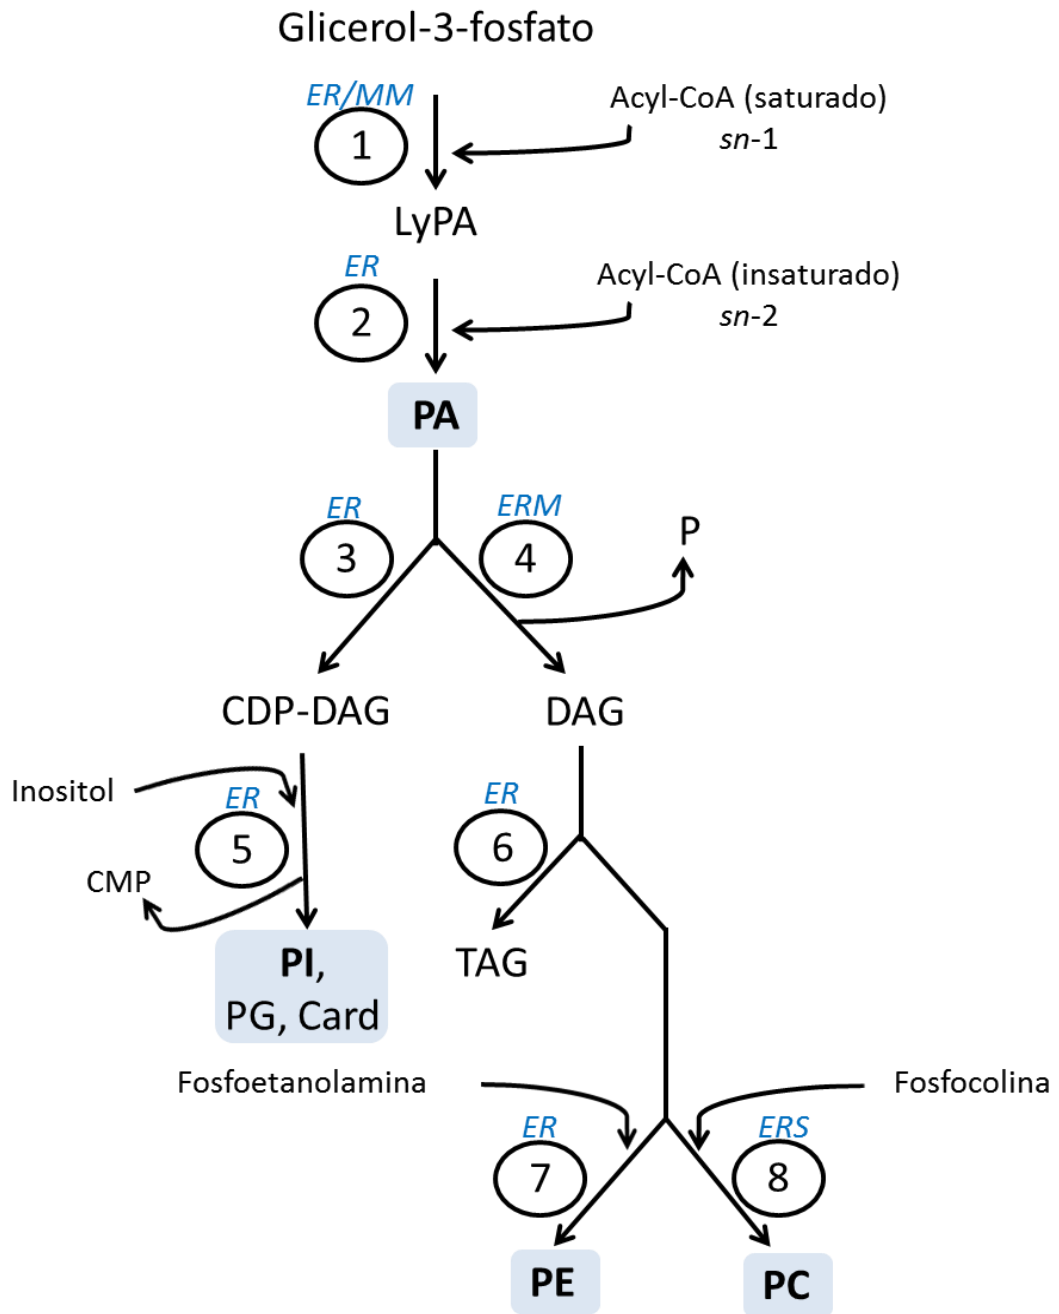 Glicerol-3-fosfato
ER/MM
1
Acyl-CoA (saturado)
sn-1
LyPA
ER
2
Acyl-CoA (insaturado)
sn-2
PA
ER
3
ERM
4
P
CDP-DAG
DAG
Inositol
ER
5
CMP
ER
6
PI,
PG, Card
TAG
Fosfoetanolamina
Fosfocolina
ER
7
ERS
8
PE
PC